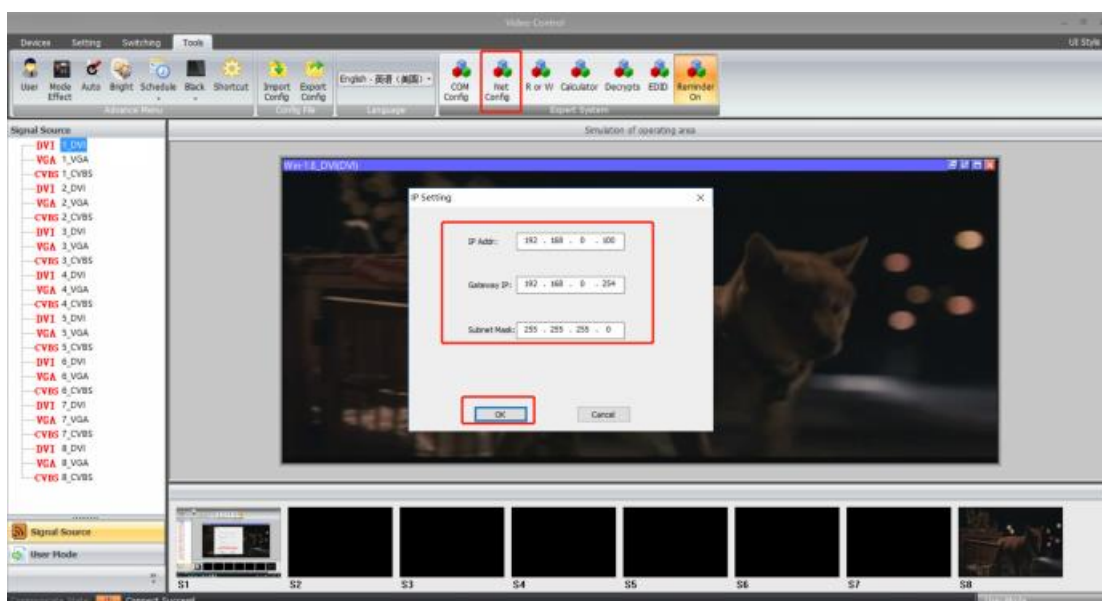 Video Control
Devices Setting Switching Tools UI Style
User Mode Effect Auto Bright Schedule Black Shortcut Import Config Export Config English - 英语 (美国) COM Config Net Config R or W Calculator Decrypts EDID Reminder On
Advance Menu Config File Language Expert System
Signal Source
Simulation of operating area
DVI 1_DVI
VGA 1_VGA
CVBS 1_CVBS
DVI 2_DVI
VGA 2_VGA
CVBS 2_CVBS
DVI 3_DVI
VGA 3_VGA
CVBS 3_CVBS
DVI 4_DVI
VGA 4_VGA
CVBS 4_CVBS
DVI 5_DVI
VGA 5_VGA
CVBS 5_CVBS
DVI 6_DVI
VGA 6_VGA
CVBS 6_CVBS
DVI 7_DVI
VGA 7_VGA
CVBS 7_CVBS
DVI 8_DVI
VGA 8_VGA
CVBS 8_CVBS
Signal Source
User Mode
IP Setting
IP Addr: 192 . 168 . 0 . 100
Gateway IP: 192 . 168 . 0 . 254
Subnet Mask: 255 . 255 . 255 . 0
OK Cancel
S1 S2 S3 S4 S5 S6 S7 S8
Connect Succeed